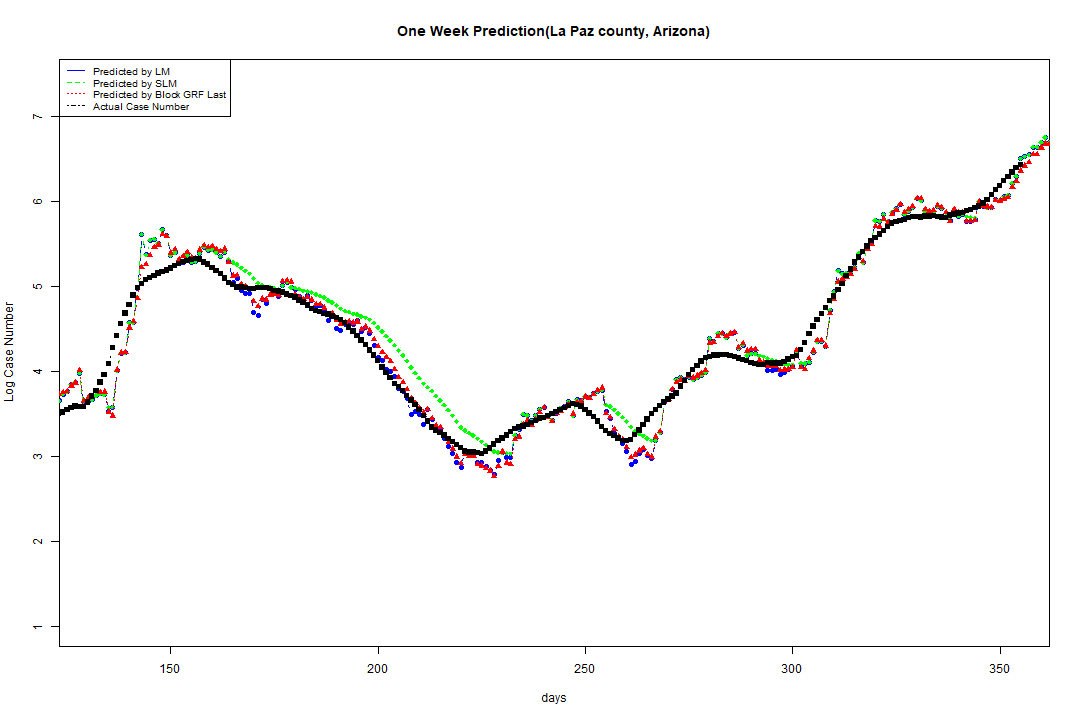 One Week Prediction(La Paz county, Arizona)
Predicted by LM
Predicted by SLM
Predicted by Block GRF Last
Actual Case Number
7
6
5
4
3
2
1
Log Case Number
150
200
250
300
350
days